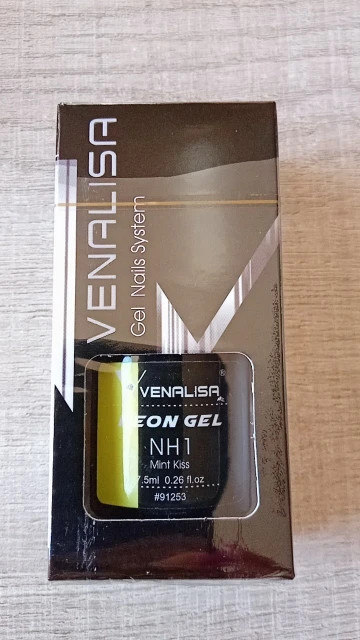 VENALISA
Gel Nails System
VENALISA
EON GEL
NH1
Mint Kiss
7.5ml 0.26 fl.oz
#91253